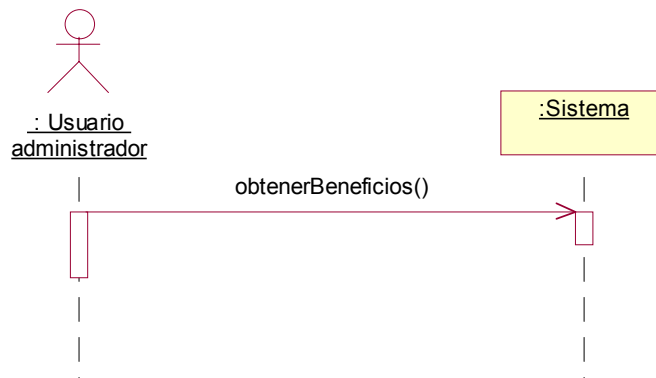 : Usuario
administrador
:Sistema
obtenerBeneficios()